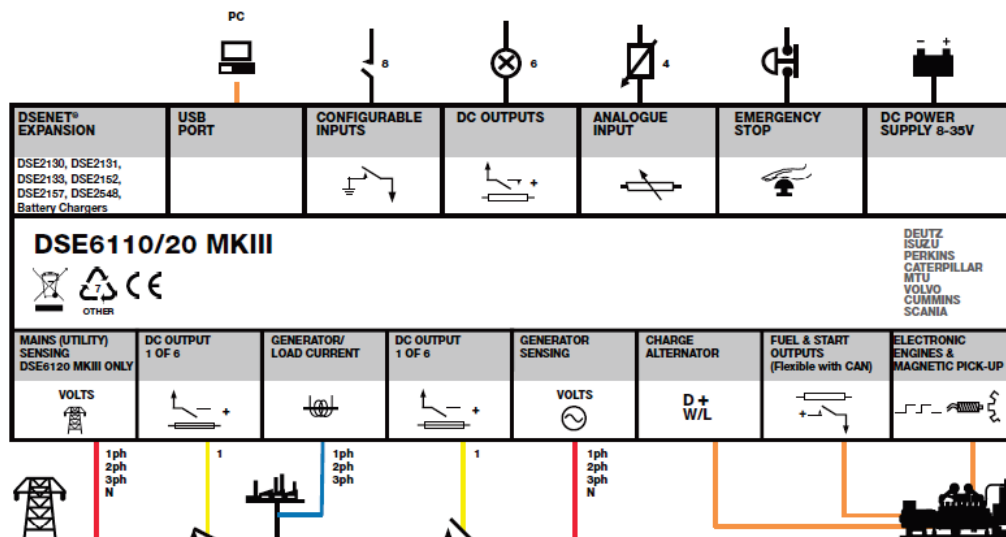 PC
8
6
4
- +
DSENET®
EXPANSION
USB
PORT
CONFIGURABLE
INPUTS
DC OUTPUTS
ANALOGUE
INPUT
EMERGENCY
STOP
DC POWER
SUPPLY 8-35V
DSE2130, DSE2131,
DSE2133, DSE2152,
DSE2157, DSE2548,
Battery Chargers
+
DSE6110/20 MKIII
7
OTHER
CE
DEUTZ
ISUZU
PERKINS
CATERPILLAR
MTU
VOLVO
CUMMINS
SCANIA
MAINS (UTILITY)
SENSING
DSE6120 MKIII ONLY
DC OUTPUT
1 OF 6
GENERATOR/
LOAD CURRENT
DC OUTPUT
1 OF 6
GENERATOR
SENSING
CHARGE
ALTERNATOR
FUEL & START
OUTPUTS
(Flexible with CAN)
ELECTRONIC
ENGINES &
MAGNETIC PICK-UP
VOLTS
+
+
VOLTS
D+
W/L
+
1ph
2ph
3ph
N
1
1ph
2ph
3ph
1
1ph
2ph
3ph
N